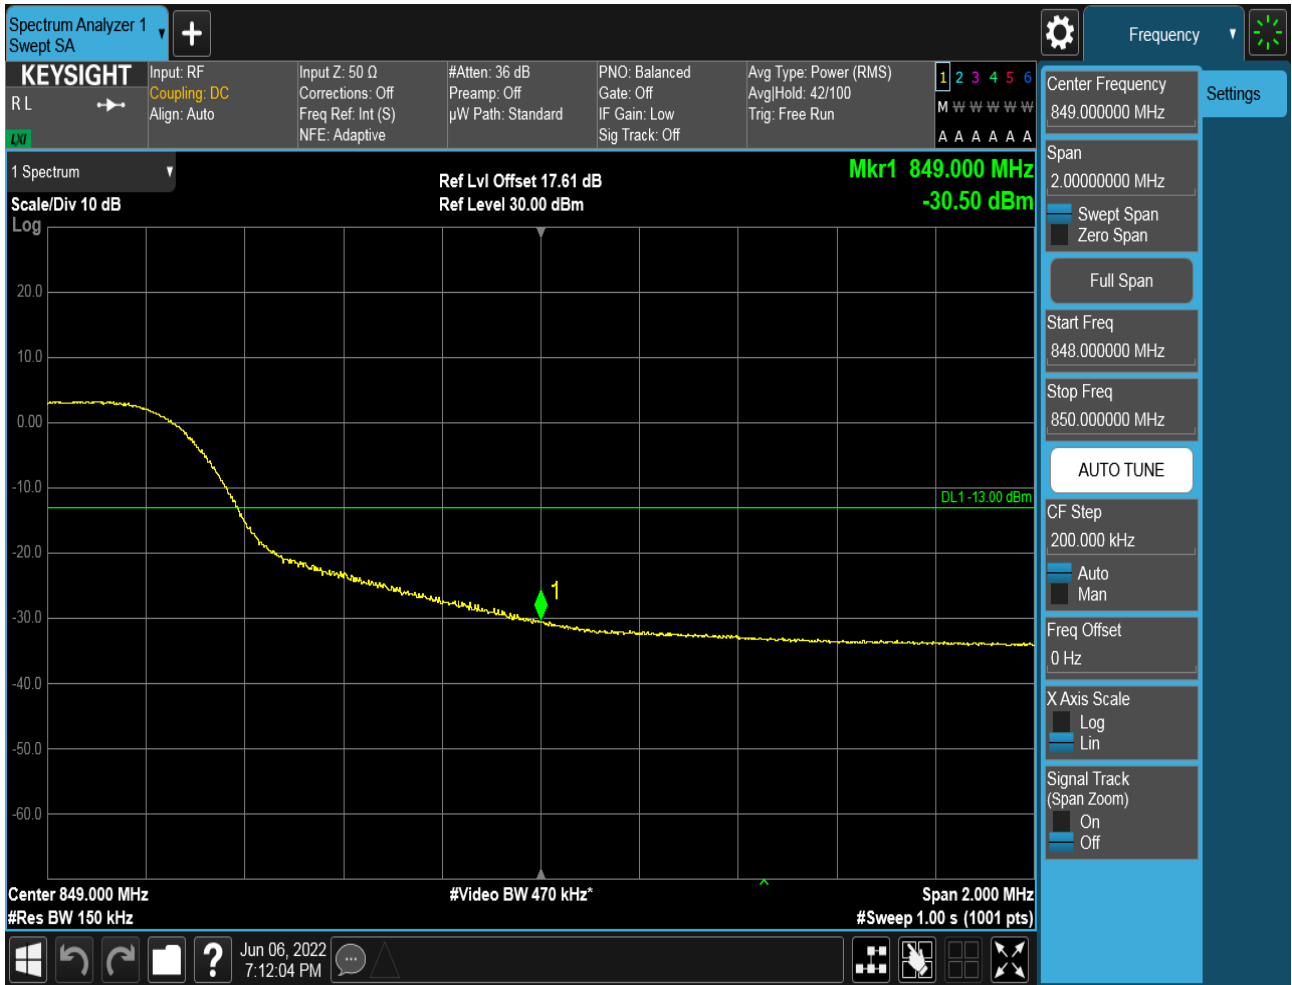 Spectrum Analyzer 1
Swept SA
Frequency
KEYSIGHT
R L
LXI
Input: RF
Coupling: DC
Align: Auto
Input Z: 50 Ω
Corrections: Off
Freq Ref: Int (S)
NFE: Adaptive
#Atten: 36 dB
Preamp: Off
µW Path: Standard
PNO: Balanced
Gate: Off
IF Gain: Low
Sig Track: Off
Avg Type: Power (RMS)
Avg|Hold: 42/100
Trig: Free Run
1 2 3 4 5 6
M W W W W W
A A A A A A
1 Spectrum
Scale/Div 10 dB
Log
Ref Lvl Offset 17.61 dB
Ref Level 30.00 dBm
Mkr1 849.000 MHz
-30.50 dBm
20.0
10.0
0.00
-10.0
-20.0
-30.0
-40.0
-50.0
-60.0
DL1 -13.00 dBm
1
Center 849.000 MHz
#Res BW 150 kHz
#Video BW 470 kHz*
Span 2.000 MHz
#Sweep 1.00 s (1001 pts)
Jun 06, 2022
7:12:04 PM
Center Frequency
849.000000 MHz
Span
2.00000000 MHz
Swept Span
Zero Span
Full Span
Start Freq
848.000000 MHz
Stop Freq
850.000000 MHz
AUTO TUNE
CF Step
200.000 kHz
Auto
Man
Freq Offset
0 Hz
X Axis Scale
Log
Lin
Signal Track
(Span Zoom)
On
Off
Settings